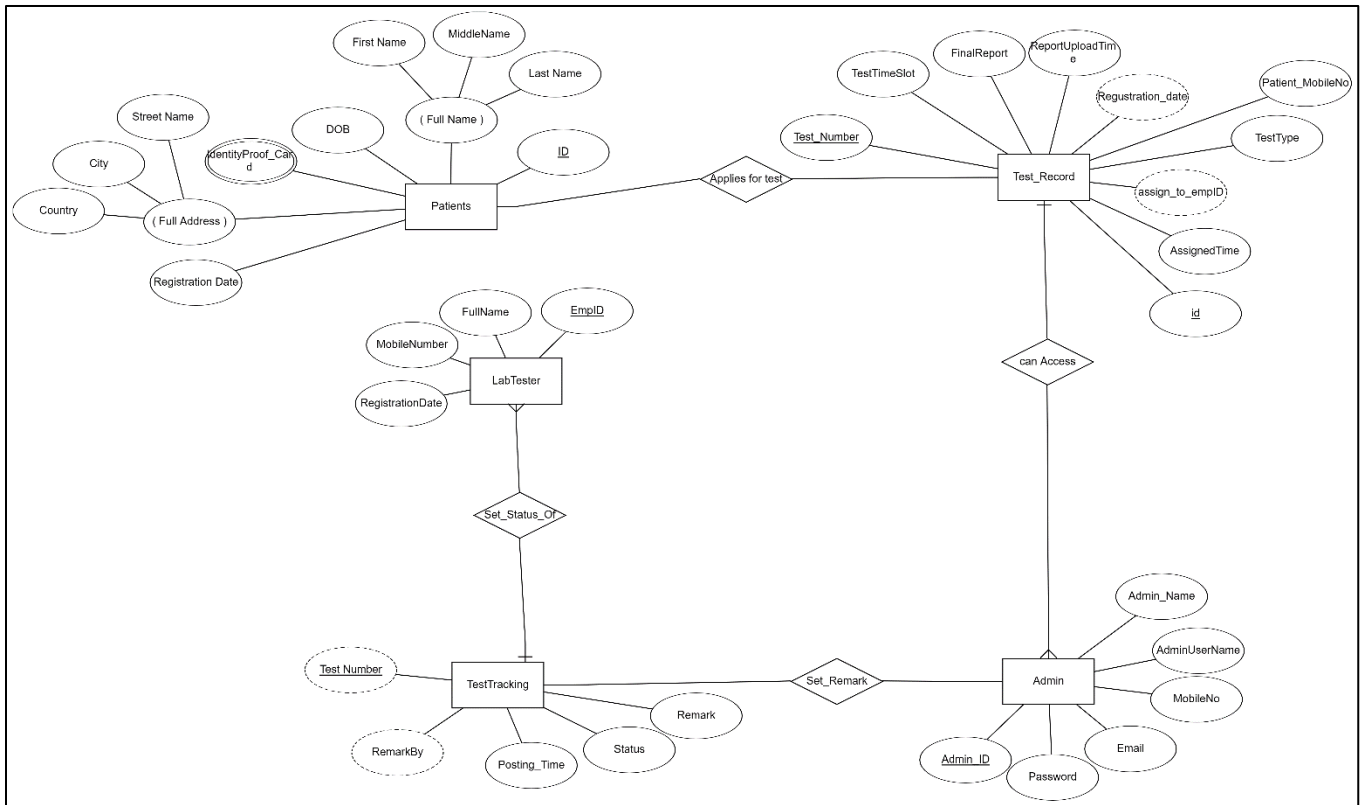 First Name
MiddleName
Last Name
( Full Name )
Street Name
DOB
ID
City
IdentityProof_Car
d
Country
( Full Address )
Patients
Registration Date
Applies for test
FinalReport
ReportUploadTim
e
TestTimeSlot
Regustration_date
Patient_MobileNo
Test_Number
TestType
Test_Record
assign_to_empID
AssignedTime
id
FullName
EmpID
MobileNumber
LabTester
RegistrationDate
can Access
Set_Status_Of
Test Number
TestTracking
Remark
RemarkBy
Posting_Time
Status
Set_Remark
Admin_Name
AdminUserName
Admin
MobileNo
Email
Admin_ID
Password